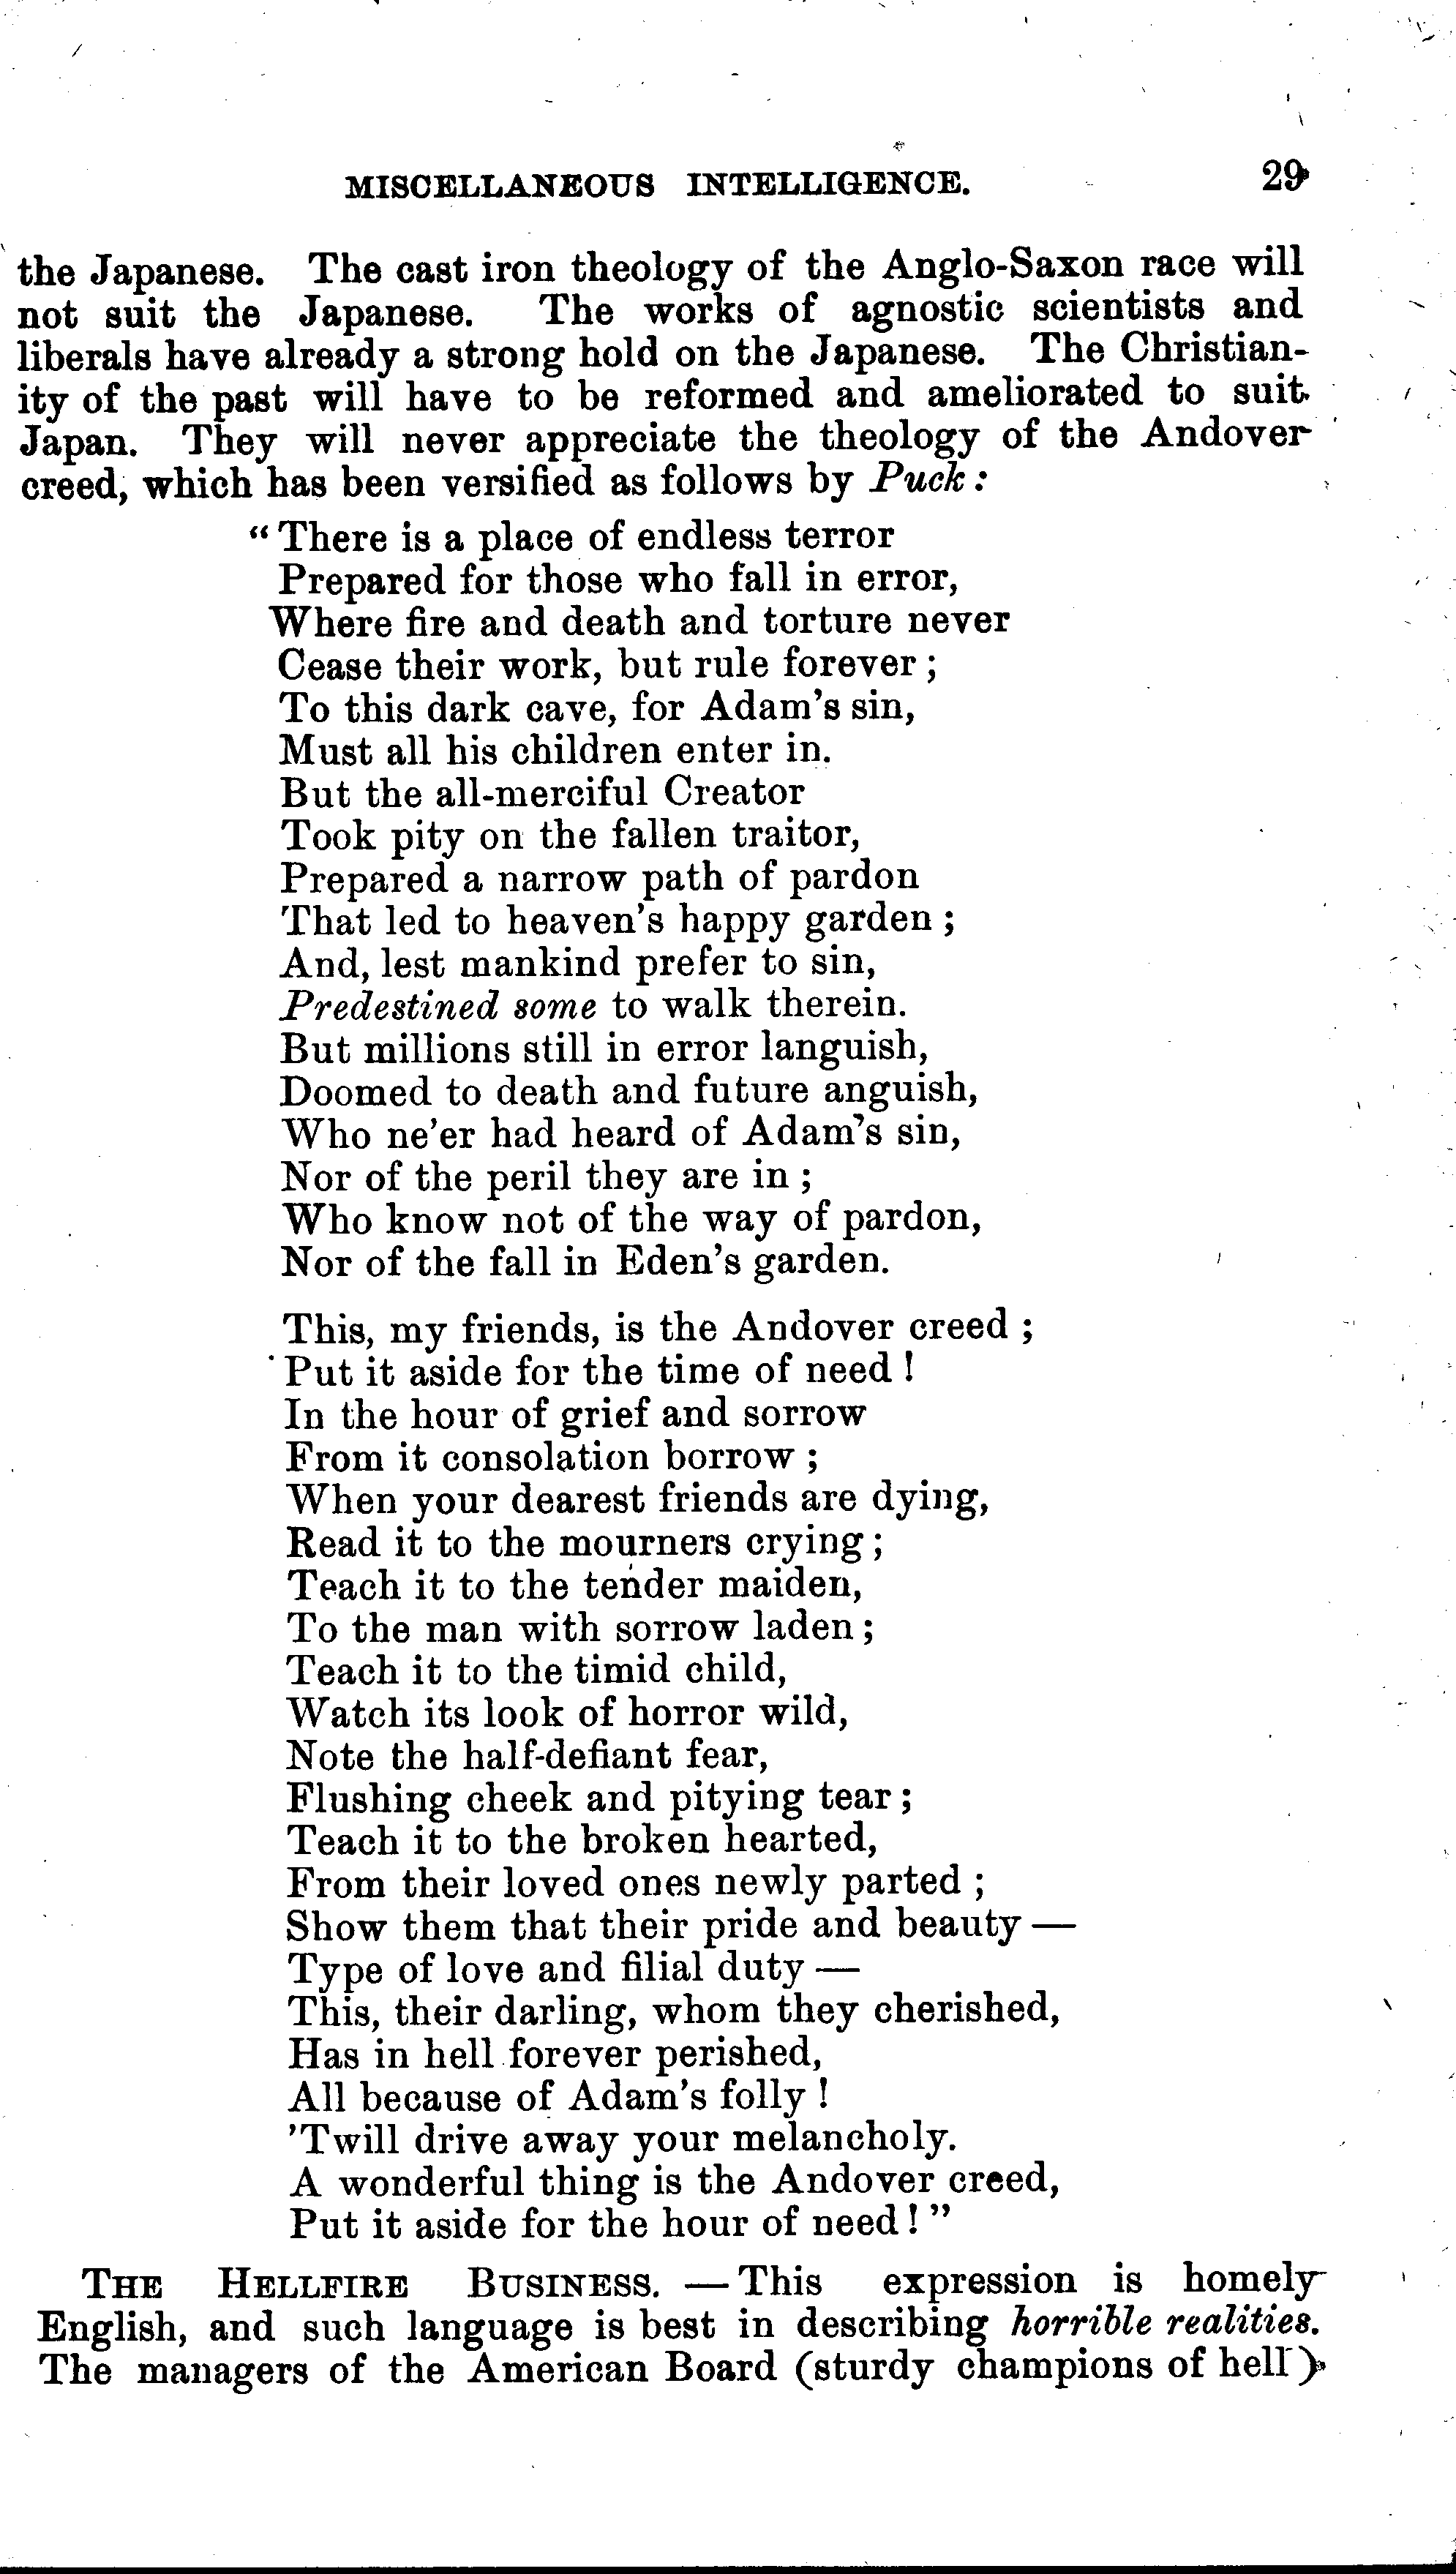 MISCELLANEOUS INTELLIGENCE. 29
the Japanese. The cast iron theology of the Anglo-Saxon race will
not suit the Japanese. The works of agnostic scientists and
liberals have already a strong hold on the Japanese. The Christian-
ity of the past will have to be reformed and ameliorated to suit
Japan. They will never appreciate the theology of the Andover
creed, which has been versified as follows by Puck:
"There is a place of endless terror
Prepared for those who fall in error,
Where fire and death and torture never
Cease their work, but rule forever;
To this dark cave, for Adam's sin,
Must all his children enter in.
But the all-merciful Creator
Took pity on the fallen traitor,
Prepared a narrow path of pardon
That led to heaven's happy garden;
And, lest mankind prefer to sin,
Predestined some to walk therein.
But millions still in error languish,
Doomed to death and future anguish,
Who ne'er had heard of Adam's sin,
Nor of the peril they are in;
Who know not of the way of pardon,
Nor of the fall in Eden's garden.
This, my friends, is the Andover creed;
Put it aside for the time of need!
In the hour of grief and sorrow
From it consolation borrow;
When your dearest friends are dying,
Read it to the mourners crying;
Teach it to the tender maiden,
To the man with sorrow laden;
Teach it to the timid child,
Watch its look of horror wild,
Note the half-defiant fear,
Flushing cheek and pitying tear;
Teach it to the broken hearted,
From their loved ones newly parted;
Show them that their pride and beauty —
Type of love and filial duty —
This, their darling, whom they cherished,
Has in hell forever perished,
All because of Adam's folly!
'Twill drive away your melancholy.
A wonderful thing is the Andover creed,
Put it aside for the hour of need!"
THE HELLFIRE BUSINESS. — This expression is homely
English, and such language is best in describing horrible realities.
The managers of the American Board (sturdy champions of hell)